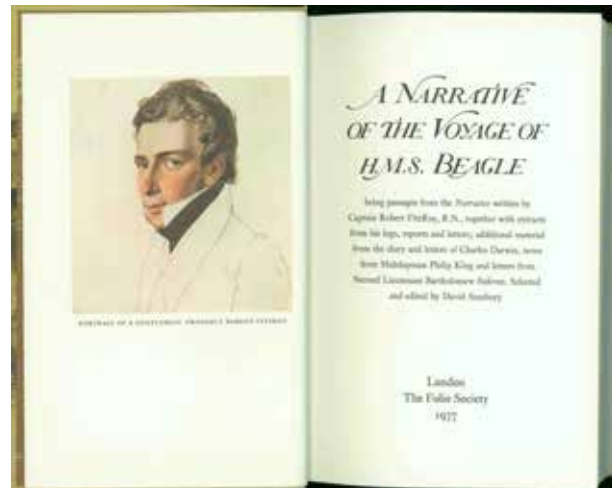 PORTRAIT OF A GENTLEMAN, PROBABLY ROBERT FITZROY
A NARRATIVE
OF THE VOYAGE OF
H.M.S. BEAGLE
being passages from the Narrative written by
Captain Robert FitzRoy, R.N., together with extracts
from his logs, reports and letters; additional material
from the diary and letters of Charles Darwin, notes
from Midshipman Philip King and letters from
Second Lieutenant Bartholomew Sulivan. Selected
and edited by David Stanbury
London
The Folio Society
1977